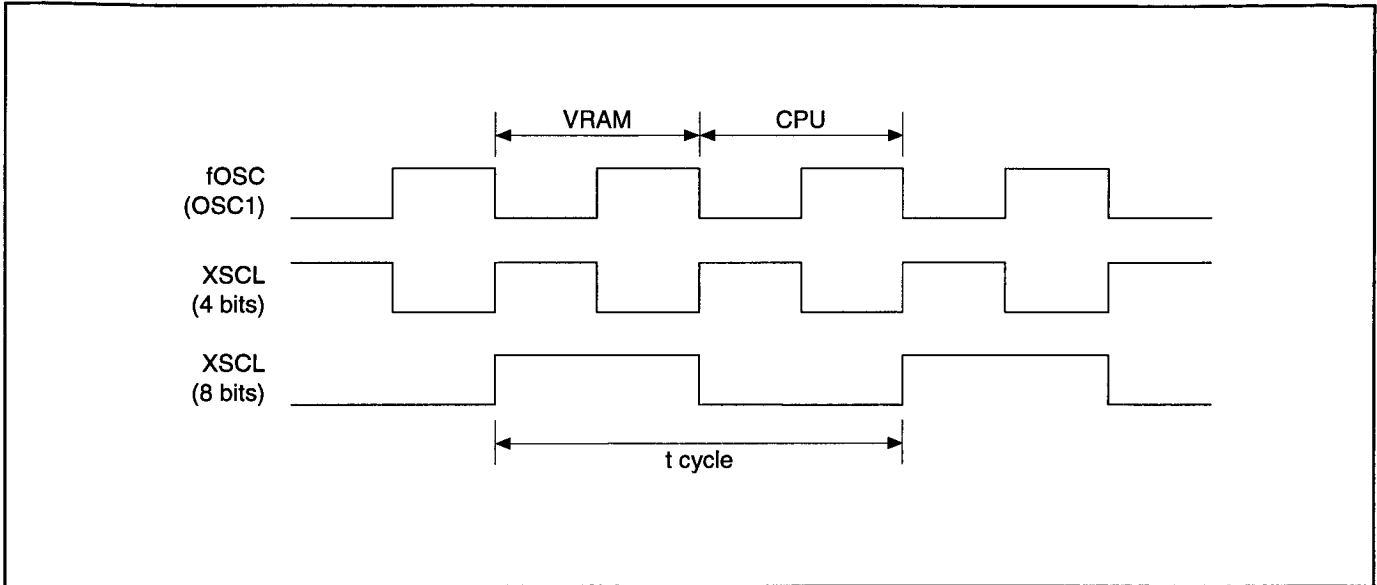 VRAM
CPU
fOSC
(OSC1)
XSCL
(4 bits)
XSCL
(8 bits)
t cycle